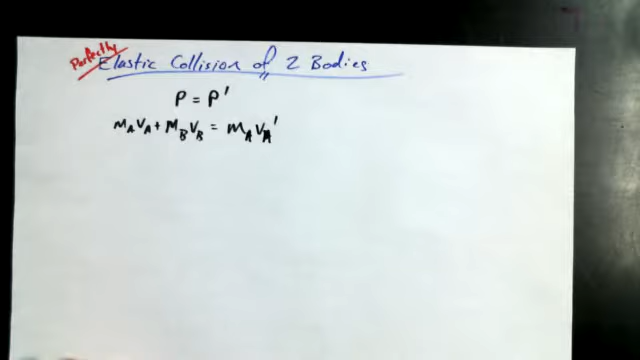 Perfectly Elastic Collision of 2 Bodies
P = P'
mAVA + mBVB = mAVA'